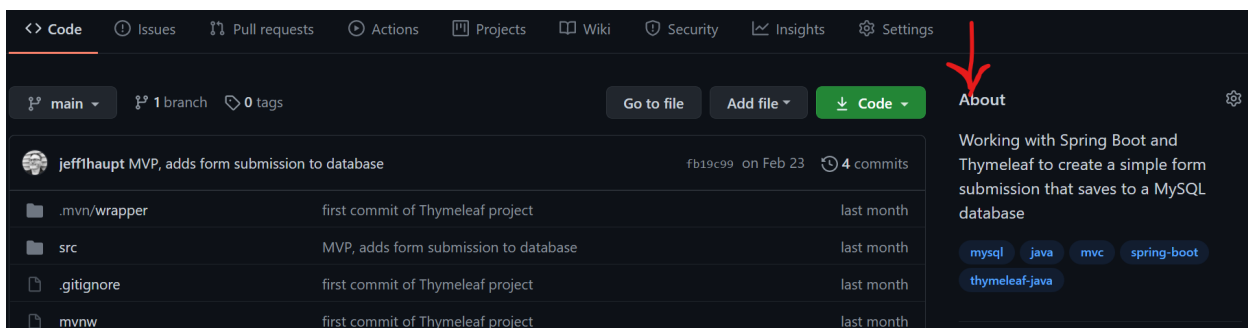 <> Code Issues Pull requests Actions Projects Wiki Security Insights Settings
main 1 branch 0 tags Go to file Add file Code
About
Working with Spring Boot and
Thymeleaf to create a simple form
submission that saves to a MySQL
database
mysql java mvc spring-boot
thymeleaf-java
jeff1haupt MVP, adds form submission to database fb19c99 on Feb 23 4 commits
.mvn/wrapper first commit of Thymeleaf project last month
src MVP, adds form submission to database last month
.gitignore first commit of Thymeleaf project last month
mvnw first commit of Thymeleaf project last month